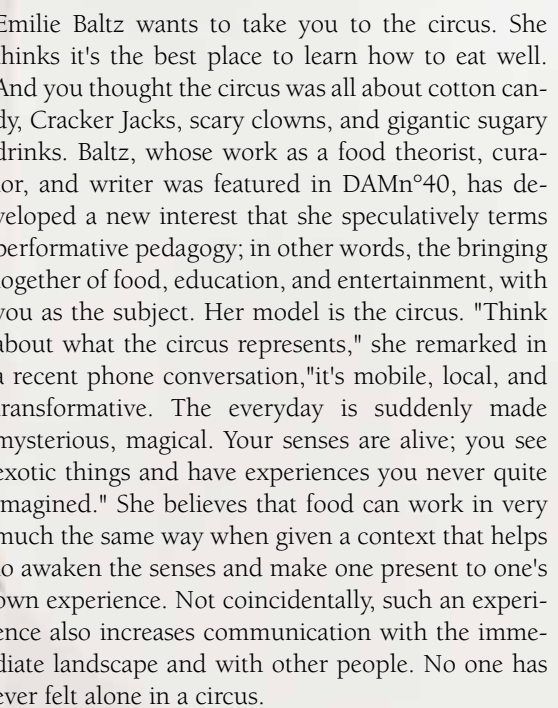 Emilie Baltz wants to take you to the circus. She
thinks it's the best place to learn how to eat well.
And you thought the circus was all about cotton can-
dy, Cracker Jacks, scary clowns, and gigantic sugary
drinks. Baltz, whose work as a food theorist, cura-
tor, and writer was featured in DAMn°40, has de-
veloped a new interest that she speculatively terms
performative pedagogy; in other words, the bringing
together of food, education, and entertainment, with
you as the subject. Her model is the circus. "Think
about what the circus represents," she remarked in
a recent phone conversation,"it's mobile, local, and
transformative. The everyday is suddenly made
mysterious, magical. Your senses are alive; you see
exotic things and have experiences you never quite
imagined." She believes that food can work in very
much the same way when given a context that helps
to awaken the senses and make one present to one's
own experience. Not coincidentally, such an experi-
ence also increases communication with the imme-
diate landscape and with other people. No one has
ever felt alone in a circus.